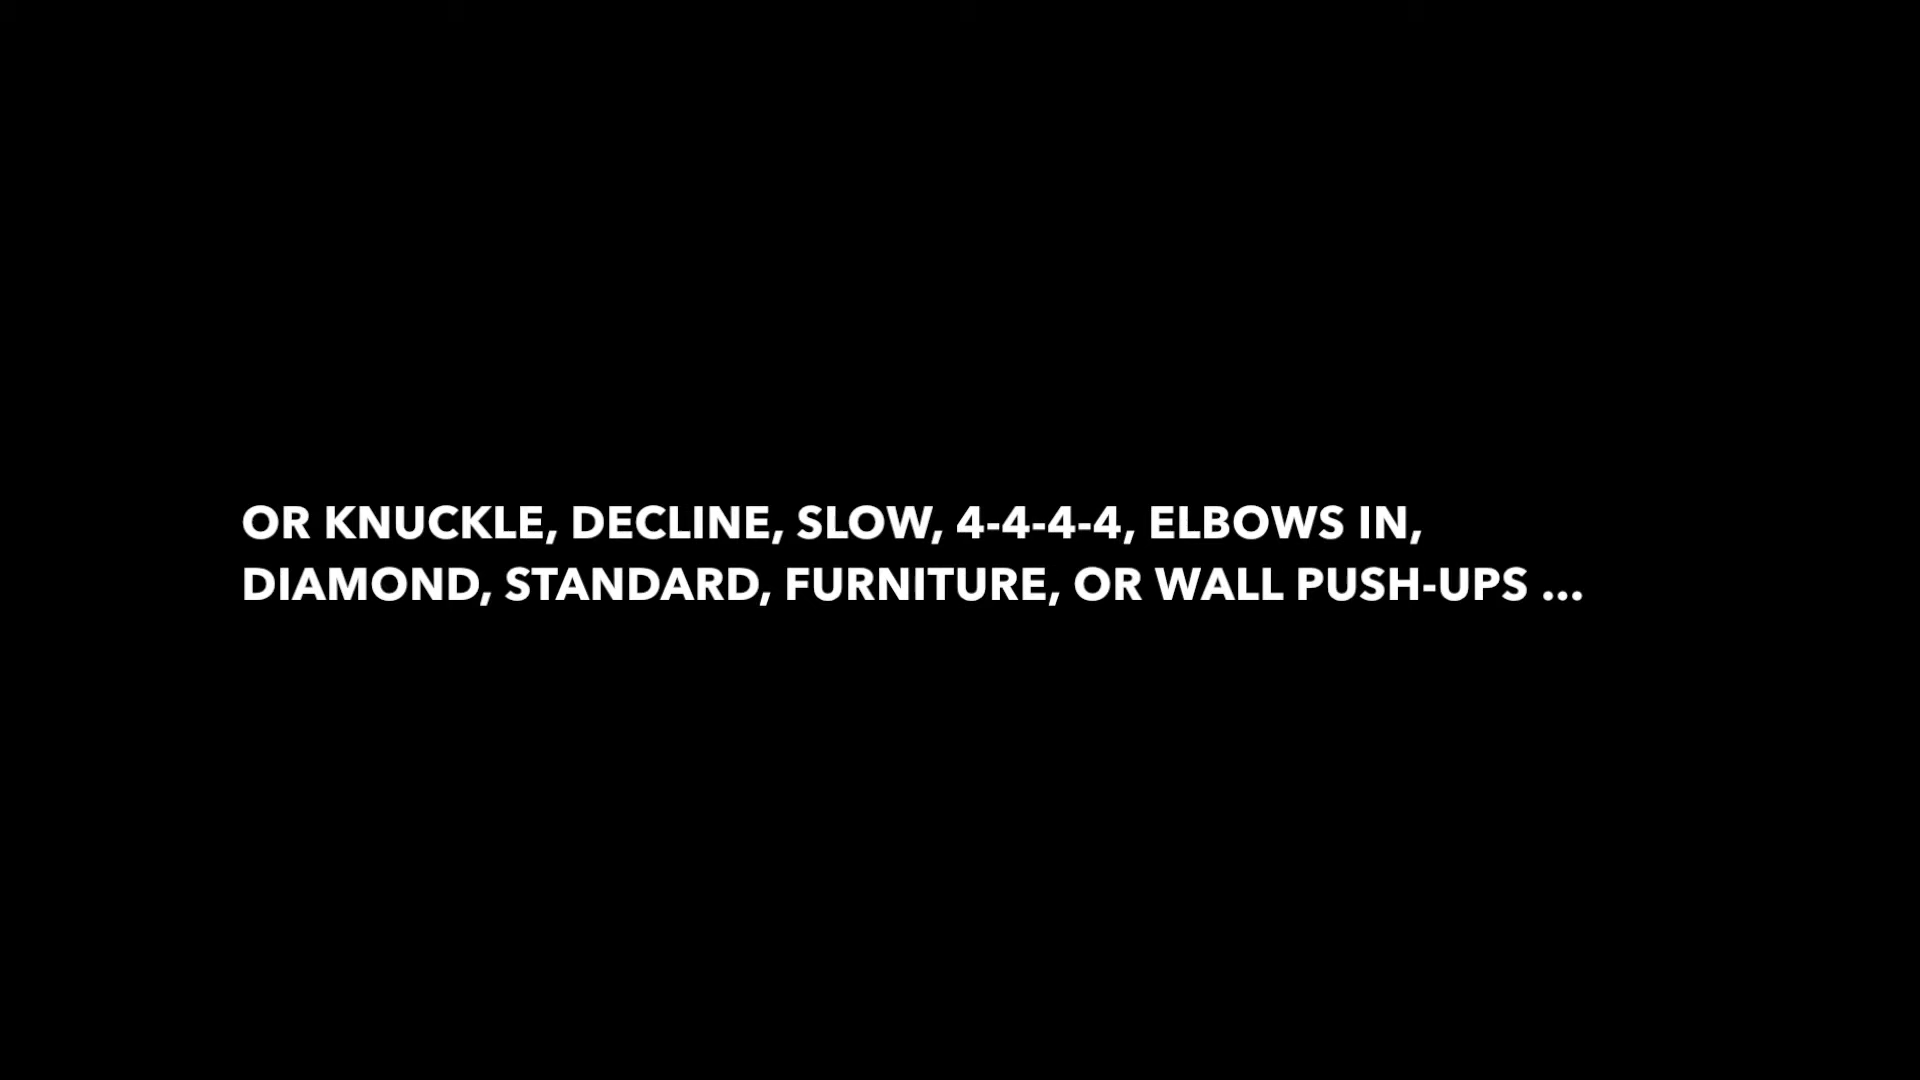 OR KNUCKLE, DECLINE, SLOW, 4-4-4-4, ELBOWS IN,
DIAMOND, STANDARD, FURNITURE, OR WALL PUSH-UPS ...